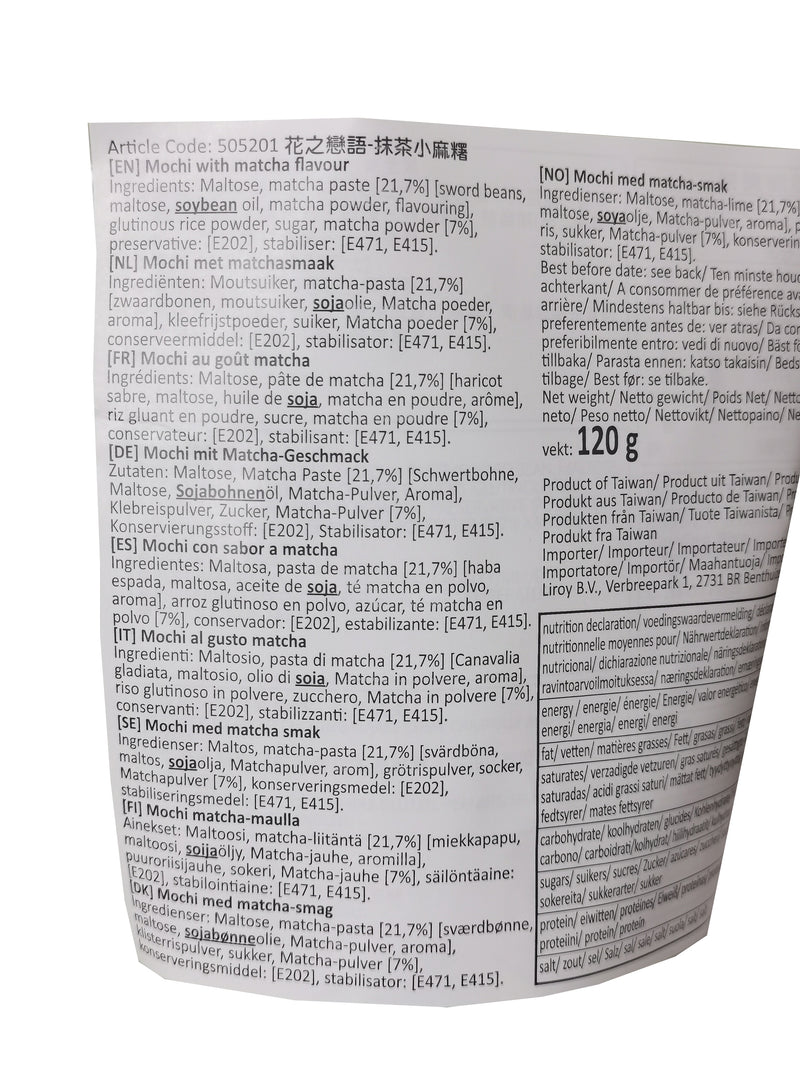 Article Code: 505201 花之戀語-抹茶小麻糬
[EN] Mochi with matcha flavour
Ingredients: Maltose, matcha paste [21,7%] [sword beans,
maltose, soybean oil, matcha powder, flavouring],
glutinous rice powder, sugar, matcha powder [7%],
preservative: [E202], stabiliser: [E471, E415].
[NL] Mochi met matchasmaak
Ingrediënten: Moutsuiker, matcha-pasta [21,7%]
[zwaardbonen, moutsuiker, sojaolie, Matcha poeder,
aroma], kleefrijstpoeder, suiker, Matcha poeder [7%],
conserveermiddel: [E202], stabilisator: [E471, E415].
[FR] Mochi au goût matcha
Ingrédients: Maltose, pâte de matcha [21,7%] [haricot
sabre, maltose, huile de soja, matcha en poudre, arôme],
riz gluant en poudre, sucre, matcha en poudre [7%],
conservateur: [E202], stabilisant: [E471, E415].
[DE] Mochi mit Matcha-Geschmack
Zutaten: Maltose, Matcha Paste [21,7%] [Schwertbohne,
Maltose, Sojabohnenöl, Matcha-Pulver, Aroma],
Klebreispulver, Zucker, Matcha-Pulver [7%],
Konservierungsstoff: [E202], Stabilisator: [E471, E415].
[ES] Mochi con sabor a matcha
Ingredientes: Maltosa, pasta de matcha [21,7%] [haba
espada, maltosa, aceite de soja, té matcha en polvo,
aroma], arroz glutinoso en polvo, azúcar, té matcha en
polvo [7%], conservador: [E202], estabilizante: [E471, E415].
[IT] Mochi al gusto matcha
Ingredienti: Maltosio, pasta di matcha [21,7%] [Canavalia
gladiata, maltosio, olio di soia, Matcha in polvere, aroma],
riso glutinoso in polvere, zucchero, Matcha in polvere [7%],
conservanti: [E202], stabilizzanti: [E471, E415].
[SE] Mochi med matcha smak
Ingredienser: Maltos, matcha-pasta [21,7%] [svärdböna,
maltos, sojaolja, Matchapulver, arom], grötrispulver, socker,
Matchapulver [7%], konserveringsmedel: [E202],
stabiliseringsmedel: [E471, E415].
[FI] Mochi matcha-maulla
Ainekset: Maltoosi, matcha-liitäntä [21,7%] [miekkapapu,
maltoosi, soijaöljy, Matcha-jauhe, aromilla],
puuroriisijauhe, sokeri, Matcha-jauhe [7%], säilöntäaine:
[E202], stabilointiaine: [E471, E415].
[DK] Mochi med matcha-smag
Ingredienser: Maltose, matcha-pasta [21,7%] [sværdbønne,
maltose, sojabønneolie, Matcha-pulver, aroma],
klisterrispulver, sukker, Matcha-pulver [7%],
konserveringsmiddel: [E202], stabilisator: [E471, E415].
[NO] Mochi med matcha-smak
Ingredienser: Maltose, matcha-lime [21,7%]
maltose, soyaolje, Matcha-pulver, aroma], p
ris, sukker, Matcha-pulver [7%], konserverin
stabilisator: [E471, E415].
Best before date: see back/ Ten minste houd
achterkant/ A consommer de préférence ava
arrière/ Mindestens haltbar bis: siehe Rücks
preferentemente antes de: ver atras/ Da con
preferibilmente entro: vedi di nuovo/ Bäst fö
tillbaka/ Parasta ennen: katso takaisin/ Beds
tilbage/ Best før: se tilbake.
Net weight/ Netto gewicht/ Poids Net/ Netto
neto/ Peso netto/ Nettovikt/ Nettopaino/ Ne
vekt: 120 g
Product of Taiwan/ Product uit Taiwan/ Produ
Produkt aus Taiwan/ Producto de Taiwan/ Pr
Produkten från Taiwan/ Tuote Taiwanista/ P
Produkt fra Taiwan
Importer/ Importeur/ Importateur/ Importe
Importatore/ Importör/ Maahantuoja/ Imp
Liroy B.V., Verbreepark 1, 2731 BR Benthui
nutrition declaration/ voedingswaardevermelding/ déclara
nutritionnelle moyennes pour/ Nährwertdeklaration/
nutricional/ dichiarazione nutrizionale/ näringsdeklaration
ravintoarvoilmoituksessa/ næringsdeklaration/ ernærings
energy / energie/ énergie/ Energie/ valor energético/
energi/ energia/ energi/ energi
fat/ vetten/ matières grasses/ Fett/ grasas/ grassi/
saturates/ verzadigde vetzuren/ gras saturés/ gesättigte
saturadas/ acidi grassi saturi/ mättat fett/ tyydyttynyttä
fedtsyrer/ mates fettsyrer
carbohydrate/ koolhydraten/ glucides/ Kohlenhydrate/
carbono/ carboidrati/kolhydrat/ hiilihydraatit/
sugars/ suikers/ sucres/ Zucker/ azúcares/ zuccheri
sokereita/ sukkerarter/ sukker
protein/ eiwitten/ protéines/ Eiweiß/ proteínas/
proteiini/ protein/ protein
salt/ zout/ sel/ Salz/ sal/ sale/ salt/ suola/ salt/ salt